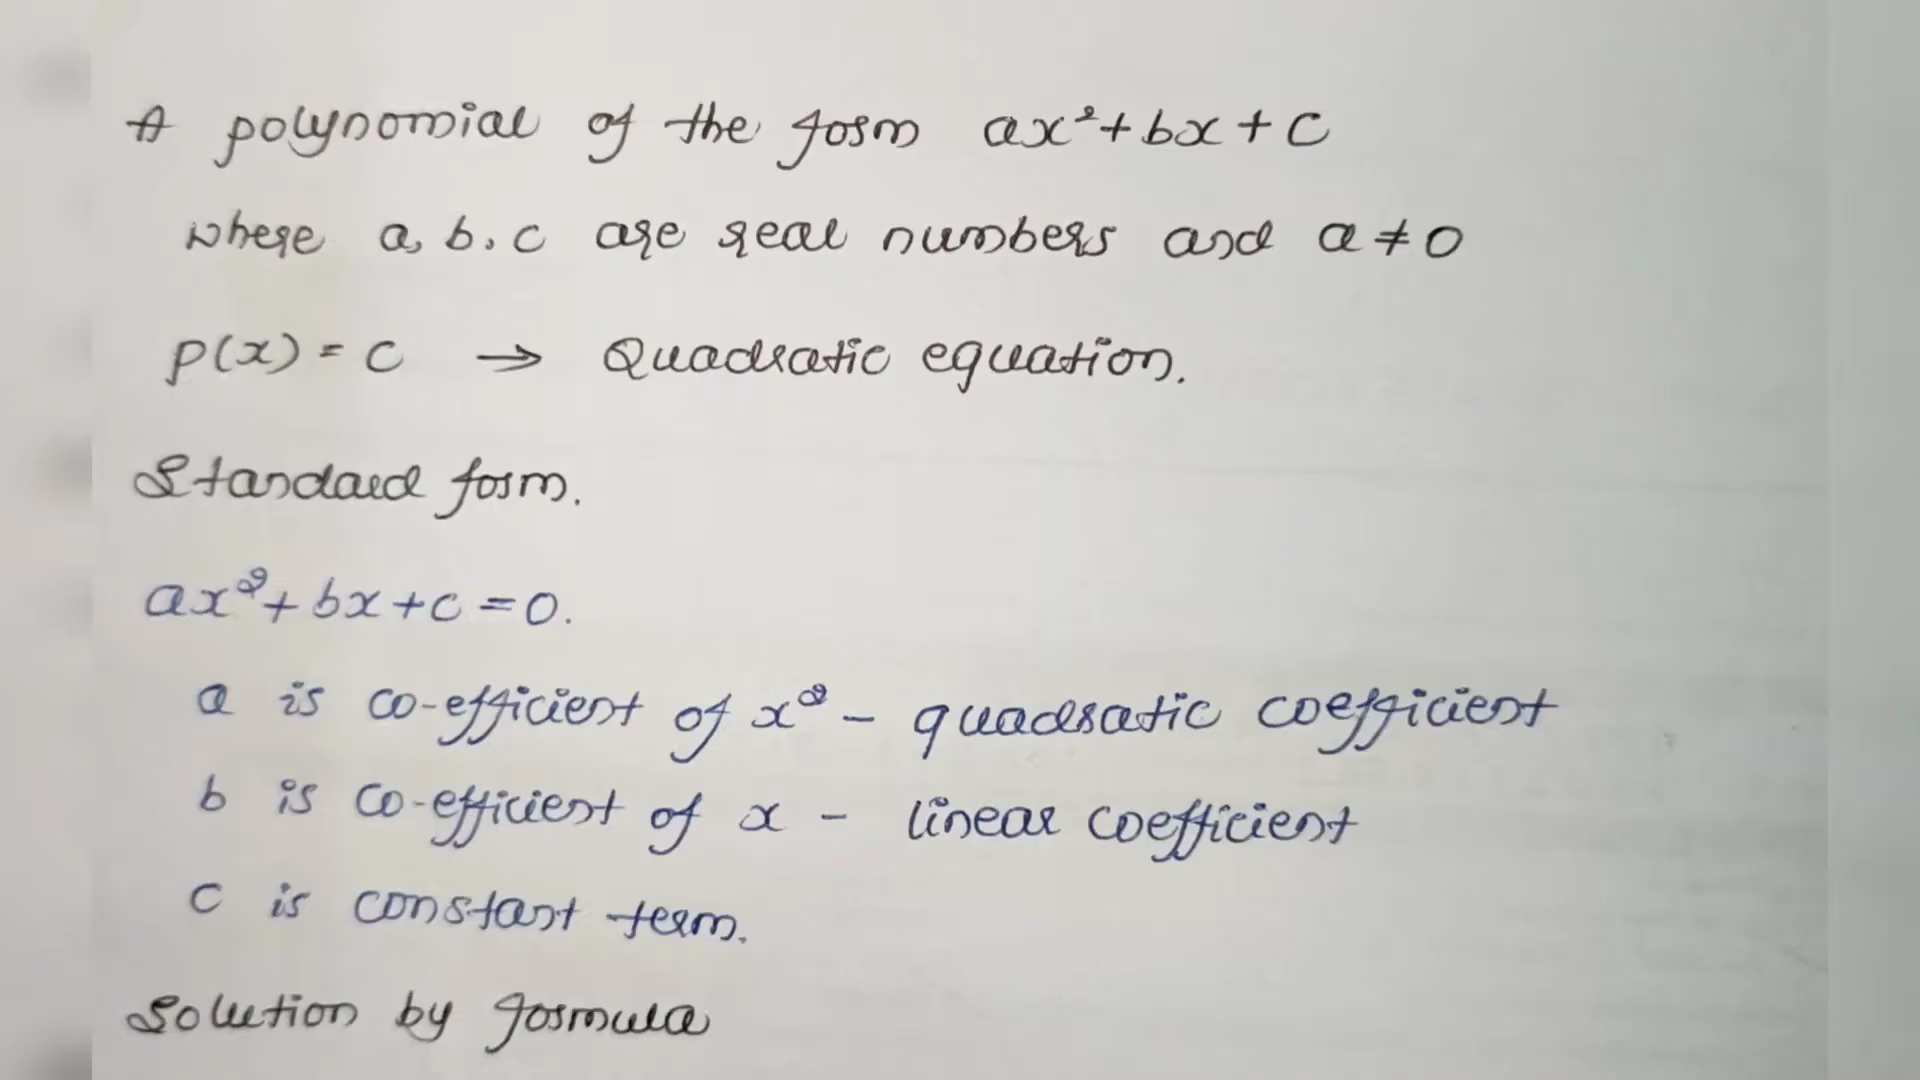 A polynomial of the form ax²+bx+c
where a, b, c are real numbers and a≠0
p(x) = c → Quadratic equation.
Standard form.
ax²+bx+c=0.
a is co-efficient of x² - quadratic coefficient
b is co-efficient of x - linear coefficient
c is constant term.
Solution by formula